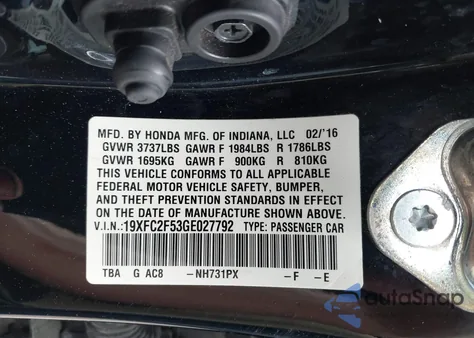 MFD. BY HONDA MFG. OF INDIANA, LLC 02/'16
GVWR 3737LBS GAWR F 1984LBS R 1786LBS
GVWR 1695KG GAWR F 900KG R 810KG
THIS VEHICLE CONFORMS TO ALL APPLICABLE
FEDERAL MOTOR VEHICLE SAFETY, BUMPER,
AND THEFT PREVENTION STANDARDS IN EFFECT
ON THE DATE OF MANUFACTURE SHOWN ABOVE.
V.I.N.:19XFC2F53GE027792 TYPE: PASSENGER CAR
TBA G AC8 -NH731PX -F -E
AutaSnap